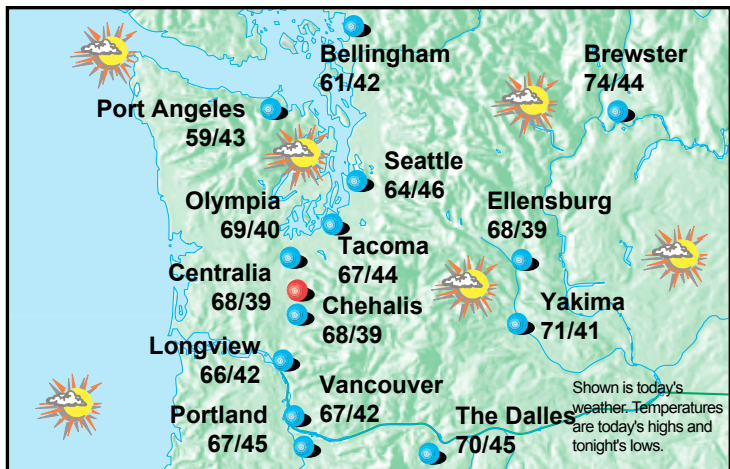 Bellingham
61/42
Brewster
74/44
Port Angeles
59/43
Seattle
64/46
Olympia
69/40
Ellensburg
68/39
Tacoma
67/44
Centralia
68/39
Chehalis
68/39
Yakima
71/41
Longview
66/42
Vancouver
67/42
Portland
67/45
The Dalles
70/45
Shown is today's
weather. Temperatures
are today's highs and
tonight's lows.